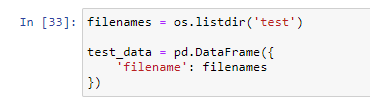 In [33]: filenames = os.listdir('test')
test_data = pd.DataFrame({
    'filename': filenames
})